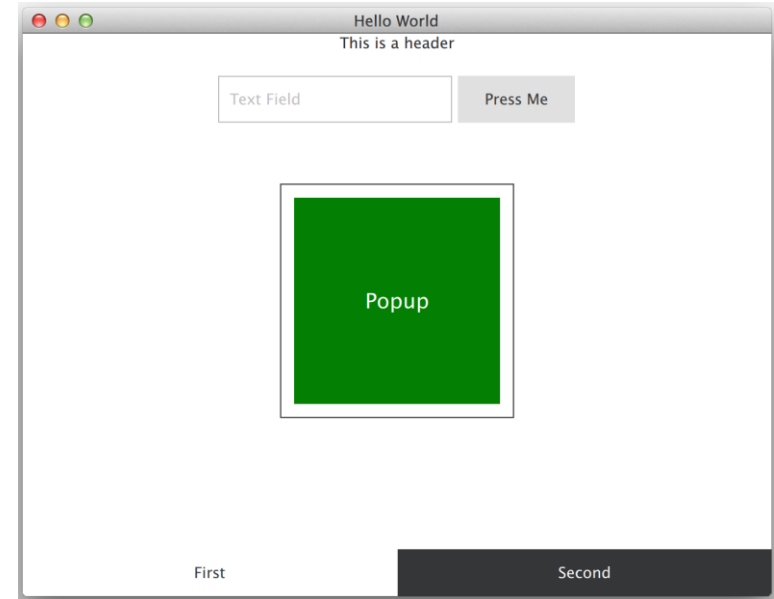 Hello World
This is a header
Text Field Press Me
Popup
First Second